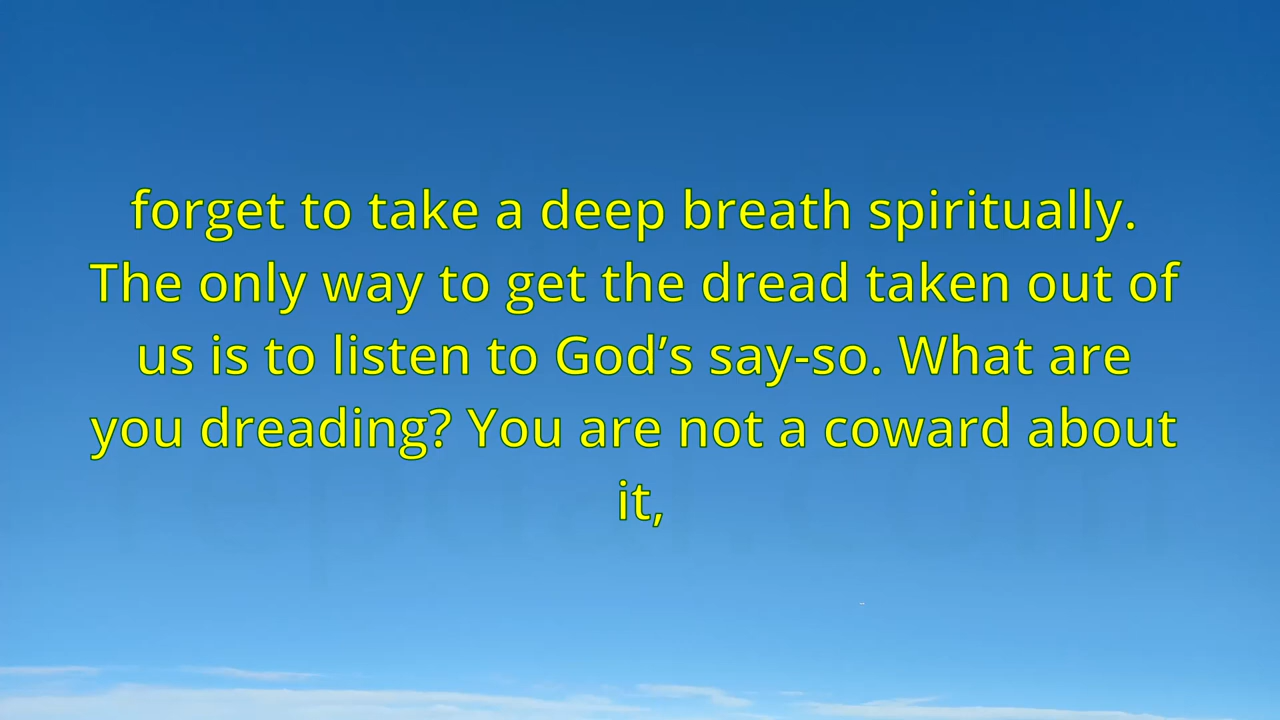 forget to take a deep breath spiritually.
The only way to get the dread taken out of
us is to listen to God’s say-so. What are
you dreading? You are not a coward about
it,